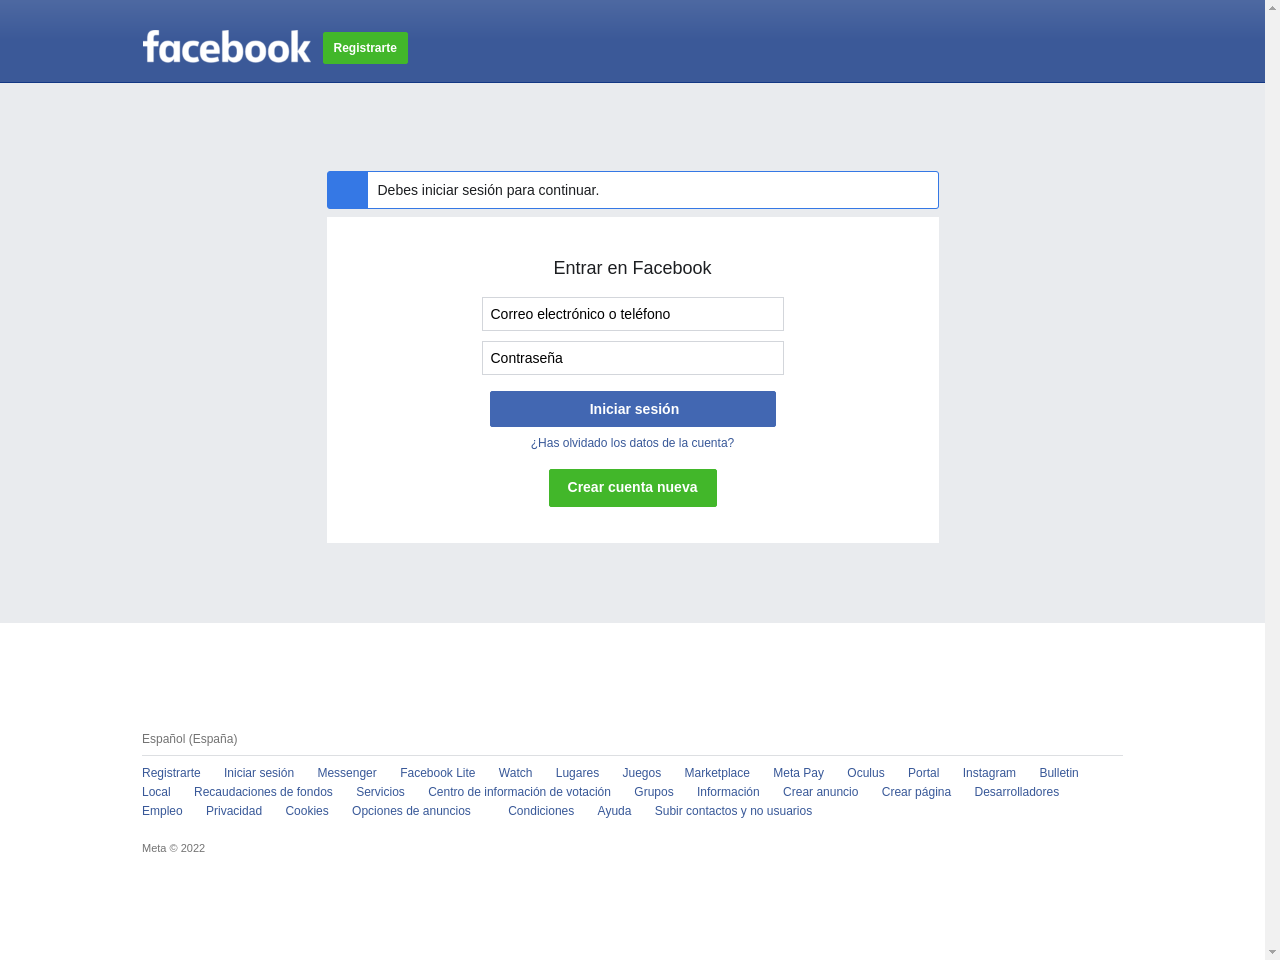 facebook Registrarte
Debes iniciar sesión para continuar.
Entrar en Facebook
Correo electrónico o teléfono
Contraseña
Iniciar sesión
¿Has olvidado los datos de la cuenta?
Crear cuenta nueva
Español (España)
Registrarte Iniciar sesión Messenger Facebook Lite Watch Lugares Juegos Marketplace Meta Pay Oculus Portal Instagram Bulletin
Local Recaudaciones de fondos Servicios Centro de información de votación Grupos Información Crear anuncio Crear página Desarrolladores
Empleo Privacidad Cookies Opciones de anuncios Condiciones Ayuda Subir contactos y no usuarios
Meta © 2022